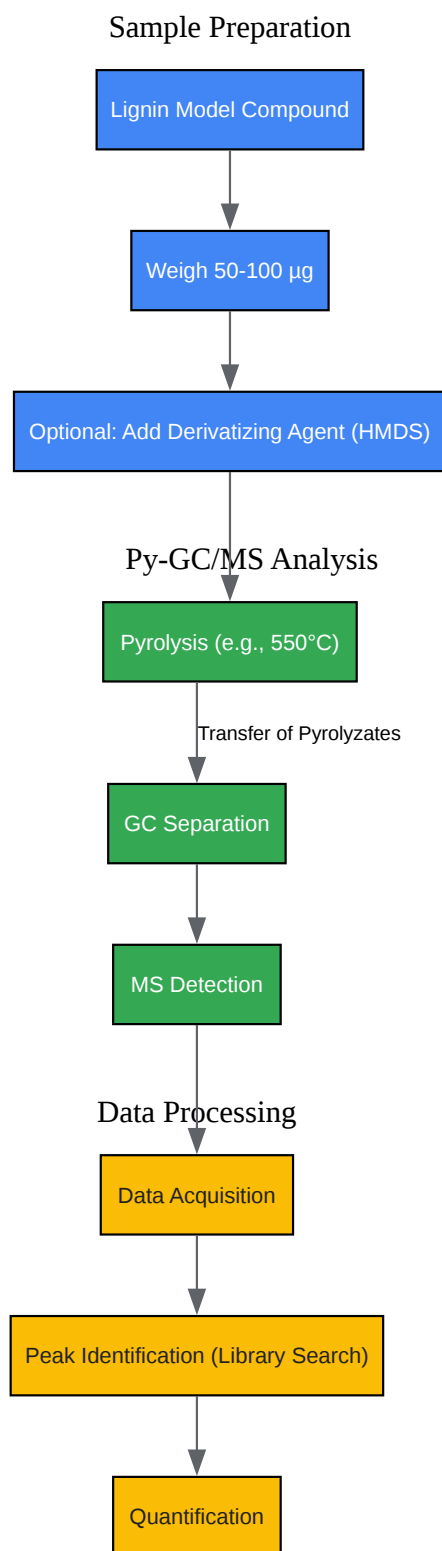 Sample Preparation
Lignin Model Compound
Weigh 50-100 µg
Optional: Add Derivatizing Agent (HMDS)
Py-GC/MS Analysis
Pyrolysis (e.g., 550°C)
Transfer of Pyrolyzates
GC Separation
MS Detection
Data Processing
Data Acquisition
Peak Identification (Library Search)
Quantification